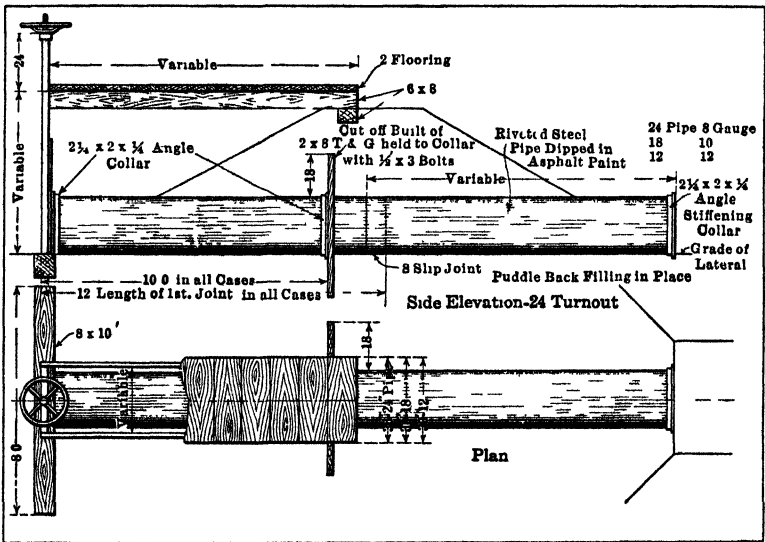 24
Variable
2 Flooring
6 x 8
Variable
2¼ x 2 x ¼ Angle
Collar
Cut off Built of
2 x 8 T & G held to Collar
with ½ x 3 Bolts
18
Rivetd Steel
Pipe Dipped in
Asphalt Paint
24 Pipe 8 Gauge
18 10
12 12
Variable
2¼ x 2 x ¼
Angle
Stiffening
Collar
Grade of
Lateral
10 0 in all Cases
12 Length of 1st. Joint in all Cases
8 Slip Joint
Puddle Back Filling in Place
Side Elevation-24 Turnout
8 x 10'
18
Variable
24 Pipe
18
12
8 0
Plan